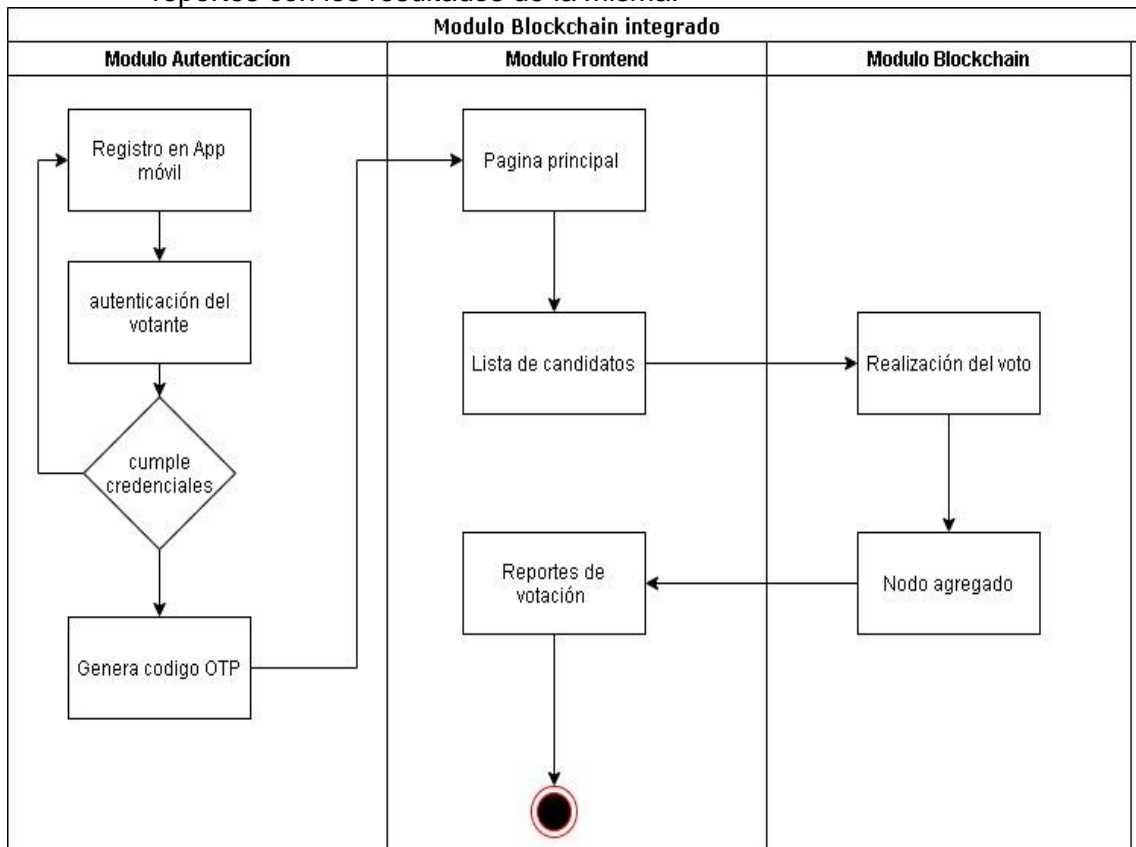 reportes con los resultados de la misma.
Modulo Blockchain integrado
Modulo Autenticacíon
Modulo Frontend
Modulo Blockchain
Registro en App
móvil
autenticación del
votante
cumple
credenciales
Genera codigo OTP
Pagina principal
Lista de candidatos
Reportes de
votación
Realización del voto
Nodo agregado